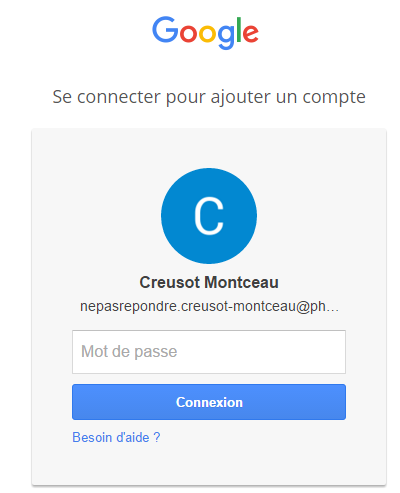 Google
Se connecter pour ajouter un compte
C
Creusot Montceau
nepasrepondre.creusot-montceau@ph...
Mot de passe
Connexion
Besoin d'aide ?